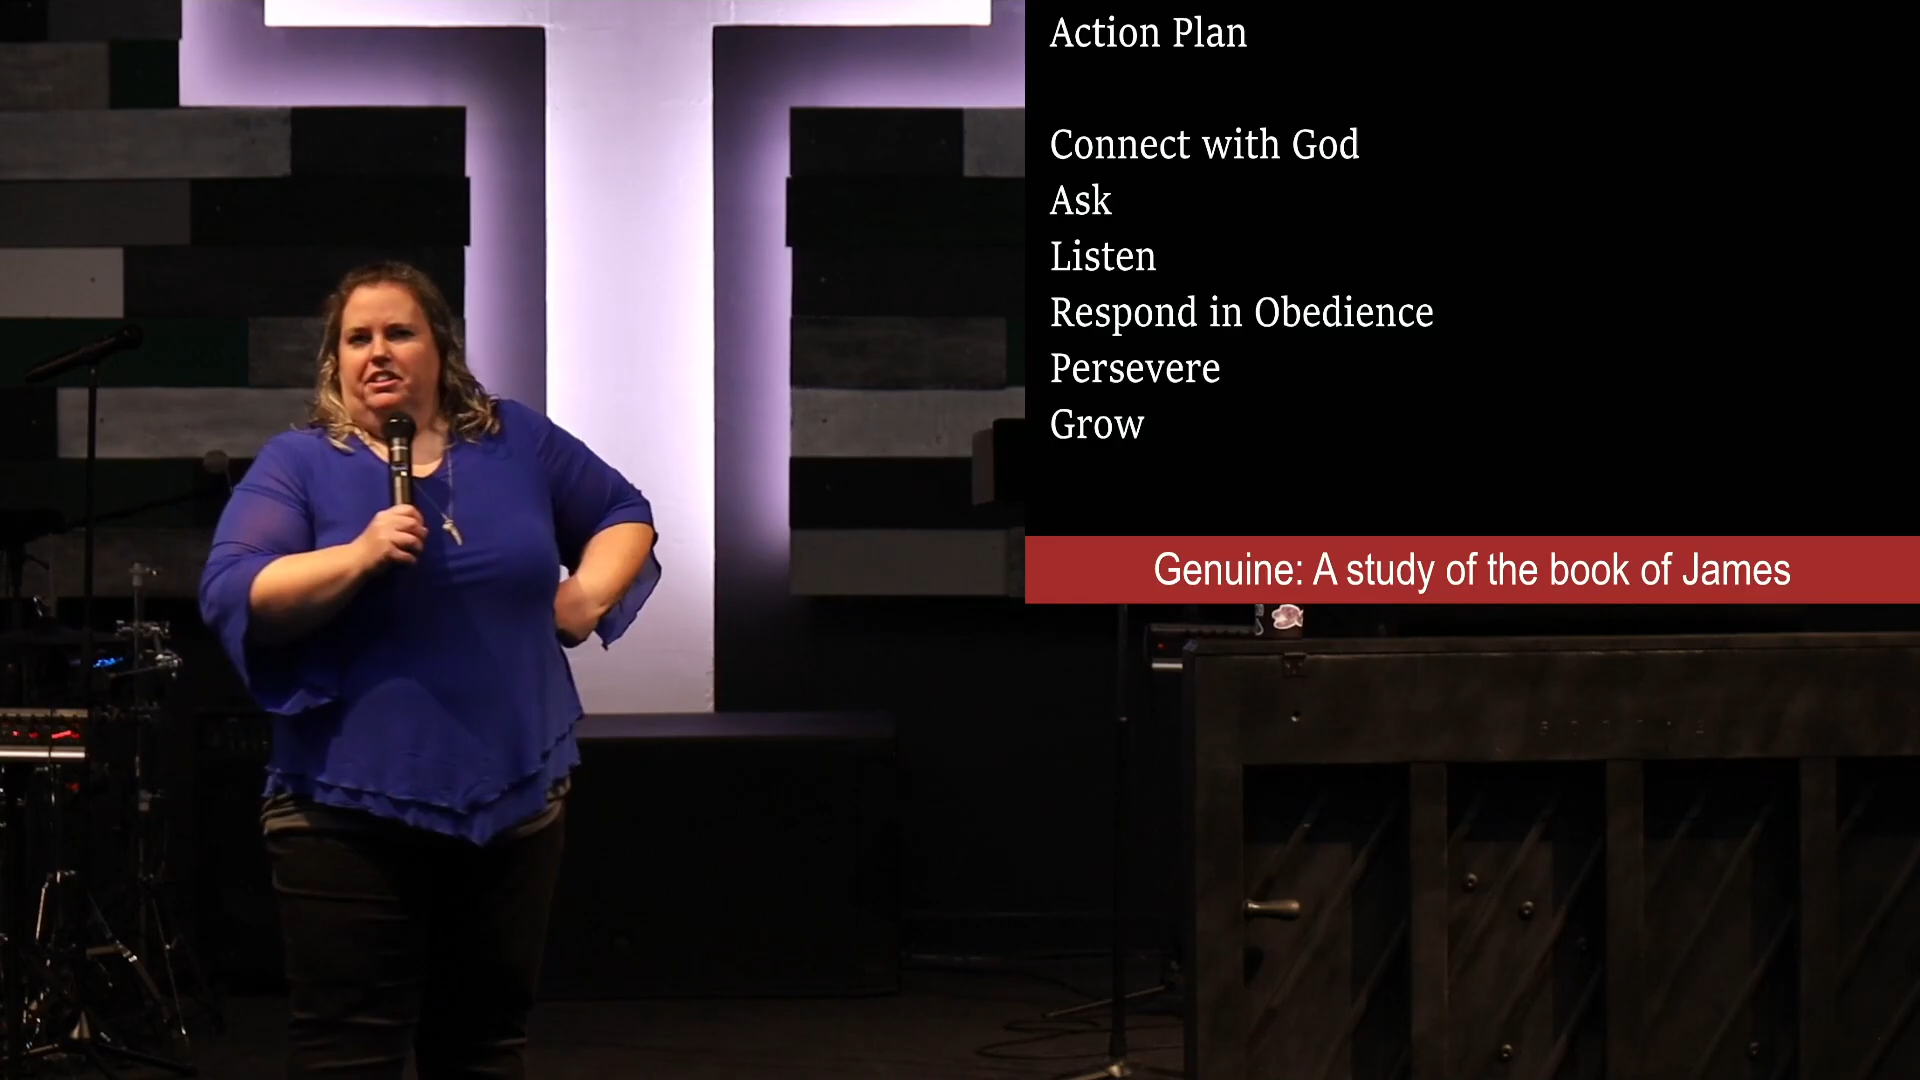 Action Plan
Connect with God
Ask
Listen
Respond in Obedience
Persevere
Grow
Genuine: A study of the book of James